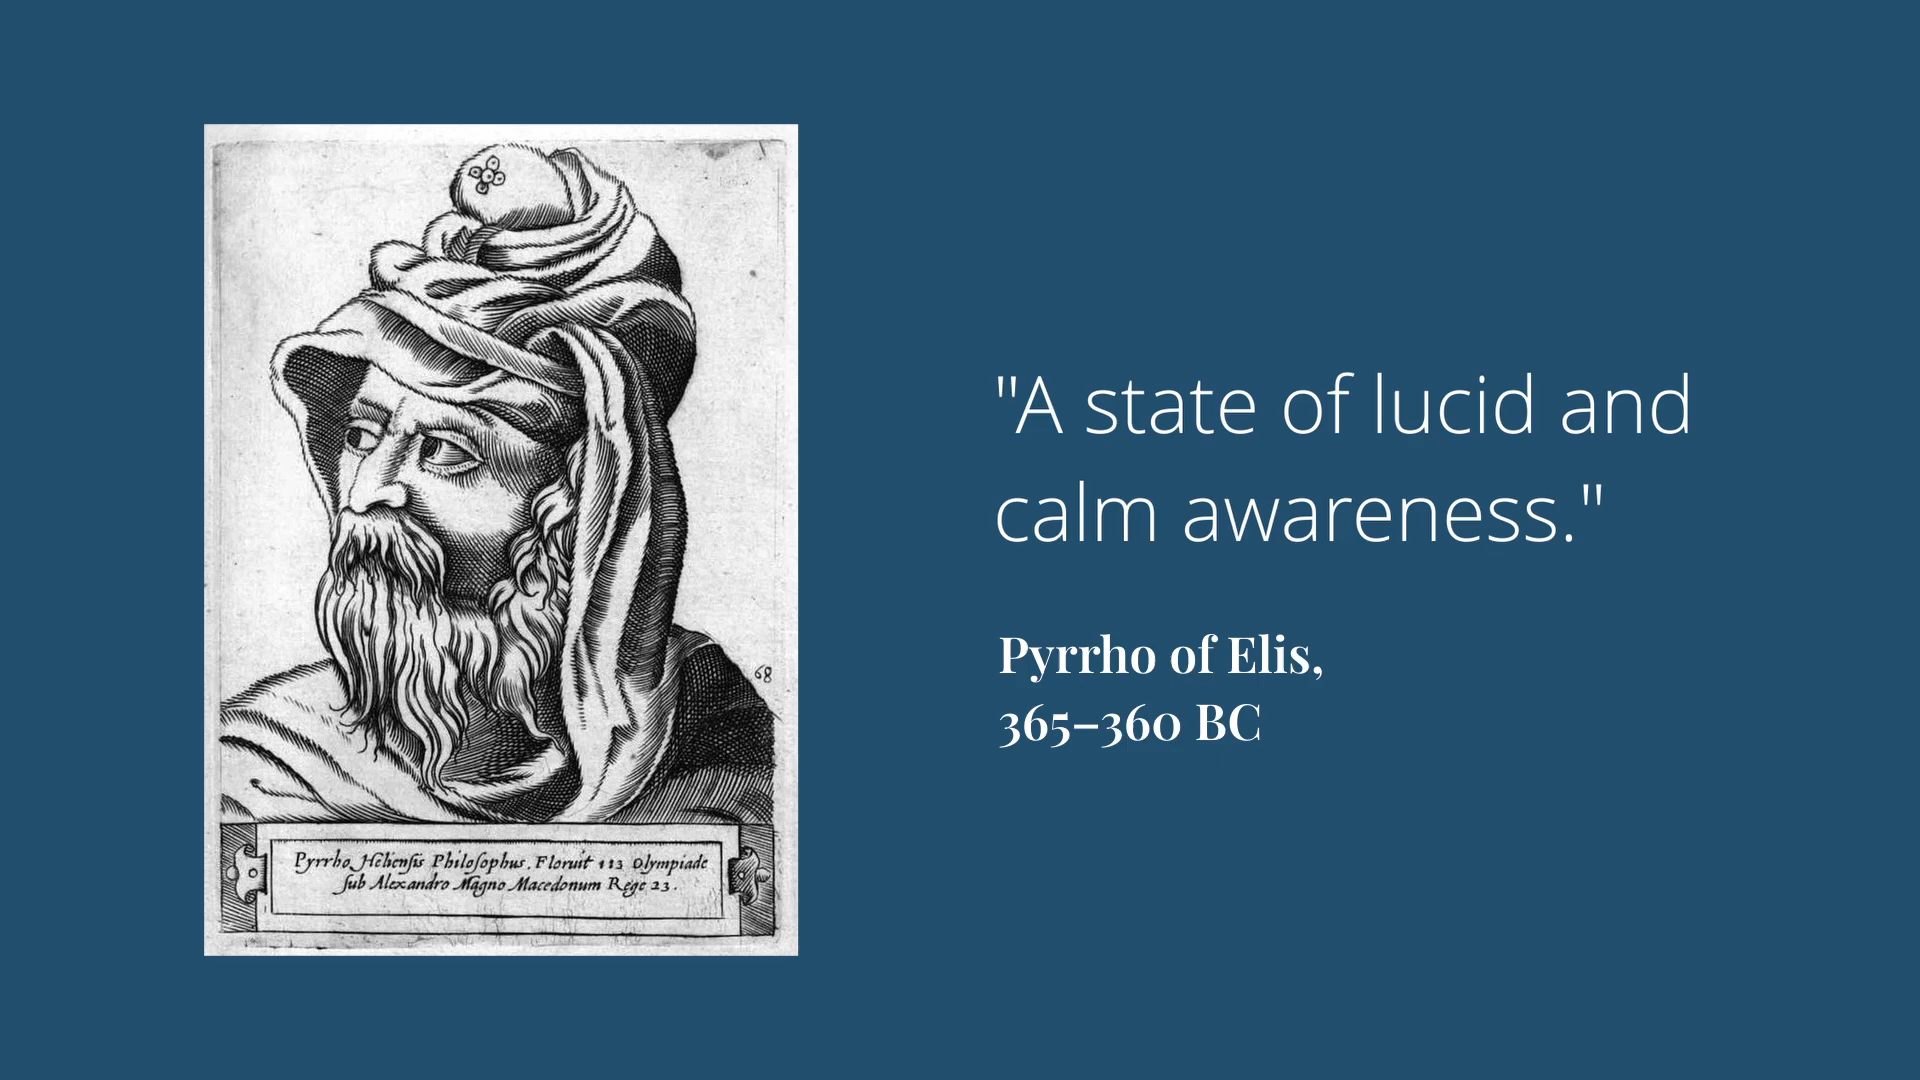 "A state of lucid and
calm awareness."
Pyrrho of Elis,
365–360 BC
68
Pyrrho Heliensis Philosophus. Floruit 113 Olympiade
sub Alexandro Magno Macedonum Rege 23.